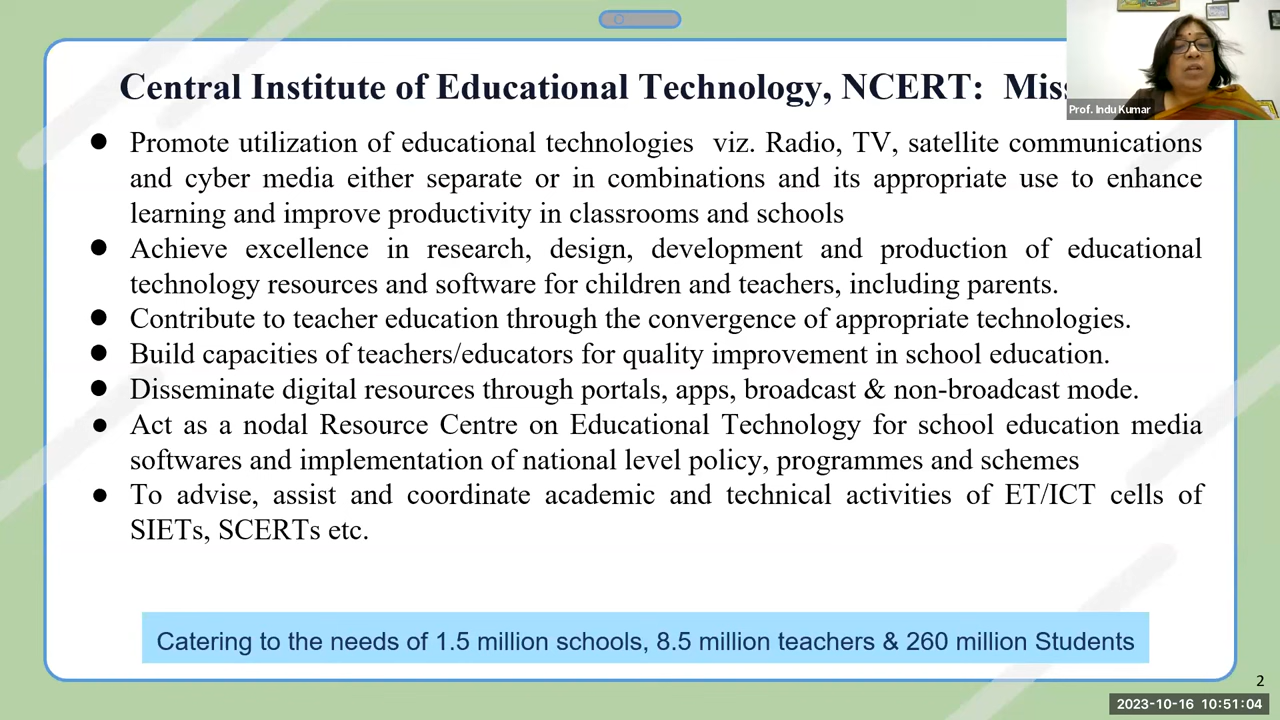 Central Institute of Educational Technology, NCERT: Miss
Prof. Indu Kumar
● Promote utilization of educational technologies viz. Radio, TV, satellite communications
and cyber media either separate or in combinations and its appropriate use to enhance
learning and improve productivity in classrooms and schools
● Achieve excellence in research, design, development and production of educational
technology resources and software for children and teachers, including parents.
● Contribute to teacher education through the convergence of appropriate technologies.
● Build capacities of teachers/educators for quality improvement in school education.
● Disseminate digital resources through portals, apps, broadcast & non-broadcast mode.
● Act as a nodal Resource Centre on Educational Technology for school education media
softwares and implementation of national level policy, programmes and schemes
● To advise, assist and coordinate academic and technical activities of ET/ICT cells of
SIETs, SCERTs etc.
Catering to the needs of 1.5 million schools, 8.5 million teachers & 260 million Students
2
2023-10-16 10:51:04